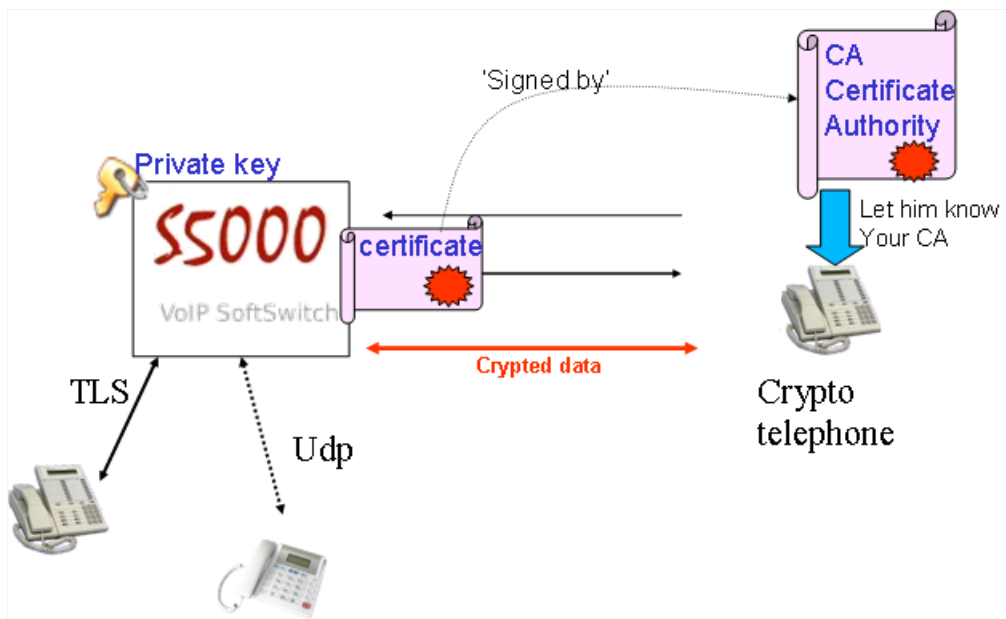 'Signed by'
CA
Certificate
Authority
Private key
S5000
VoIP SoftSwitch
certificate
Let him know
Your CA
Crypted data
TLS
Udp
Crypto
telephone